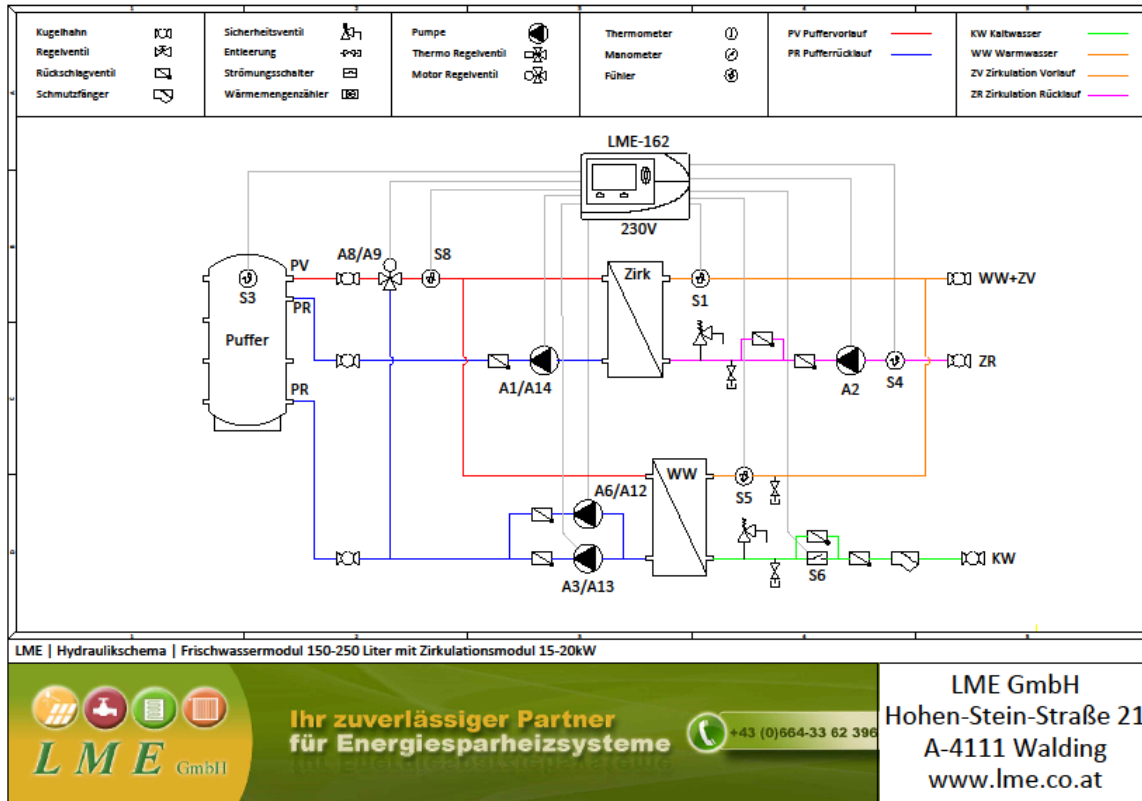 Kugelhahn
Regelventil
Rückschlagventil
Schmutzfänger
Sicherheitsventil
Entleerung
Strömungsschalter
Wärmemengenzähler
Pumpe
Thermo Regelventil
Motor Regelventil
Thermometer
Manometer
Fühler
PV Puffervorlauf
PR Pufferrücklauf
KW Kaltwasser
WW Warmwasser
ZV Zirkulation Vorlauf
ZR Zirkulation Rücklauf
LME-162
230V
A8/A9
S8
PV
S3
PR
Puffer
PR
Zirk
S1
WW+ZV
A1/A14
A2
S4
ZR
WW
S5
A6/A12
A3/A13
S6
KW
LME | Hydraulikschema | Frischwassermodul 150-250 Liter mit Zirkulationsmodul 15-20kW
LME GmbH
Ihr zuverlässiger Partner
für Energiesparheizsysteme
+43 (0)664-33 62 396
LME GmbH
Hohen-Stein-Straße 21
A-4111 Walding
www.lme.co.at